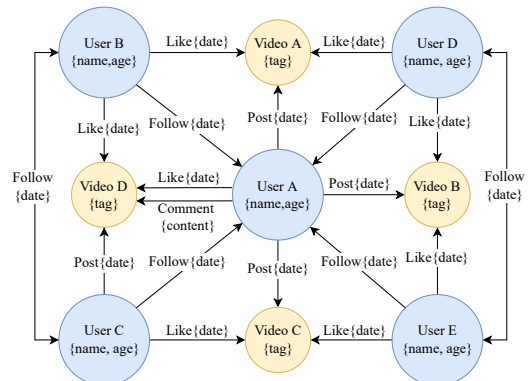 User B
{name,age}
Like{date}
Video A
{tag}
Like{date}
User D
{name, age}
Like{date}
Follow{date}
Post{date}
Follow{date}
Like{date}
Follow
{date}
Video D
{tag}
Like{date}
Comment
{content}
User A
{name,age}
Post{date}
Video B
{tag}
Follow
{date}
Post{date}
Follow{date}
Post{date}
Follow{date}
Like{date}
User C
{name, age}
Like{date}
Video C
{tag}
Like{date}
User E
{name, age}